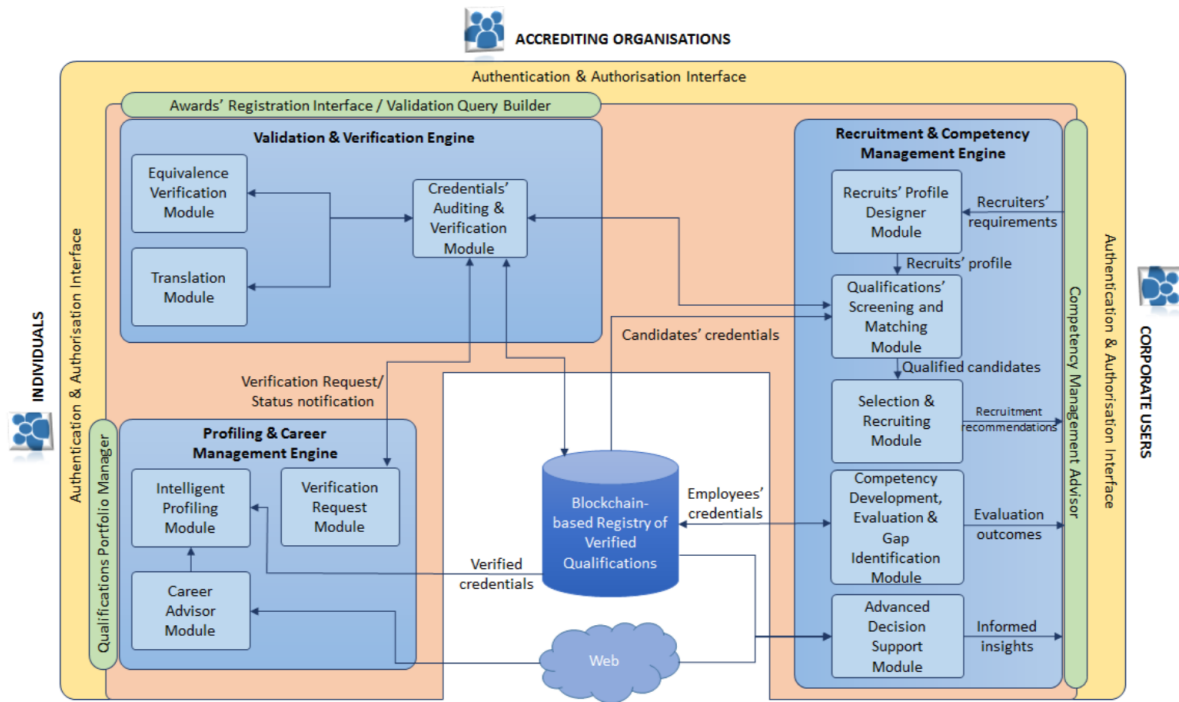 ACCREDITING ORGANISATIONS
Authentication & Authorisation Interface
Awards' Registration Interface / Validation Query Builder
Validation & Verification Engine
Equivalence
Verification
Module
Translation
Module
Credentials'
Auditing &
Verification
Module
Recruitment & Competency
Management Engine
Recruits' Profile
Designer
Module
Recruiters'
requirements
Recruits' profile
Qualifications'
Screening and
Matching
Module
Candidates' credentials
Qualified candidates
Selection &
Recruiting
Module
Recruitment
recommendations
Competency
Development,
Evaluation &
Gap
Identification
Module
Employees'
credentials
Evaluation
outcomes
Advanced
Decision
Support
Module
Informed
insights
Competency Management Advisor
Authentication & Authorisation Interface
CORPORATE USERS
INDIVIDUALS
Authentication & Authorisation Interface
Qualifications Portfolio Manager
Verification Request/
Status notification
Profiling & Career
Management Engine
Intelligent
Profiling
Module
Verification
Request
Module
Career
Advisor
Module
Verified
credentials
Blockchain-
based Registry of
Verified
Qualifications
Web